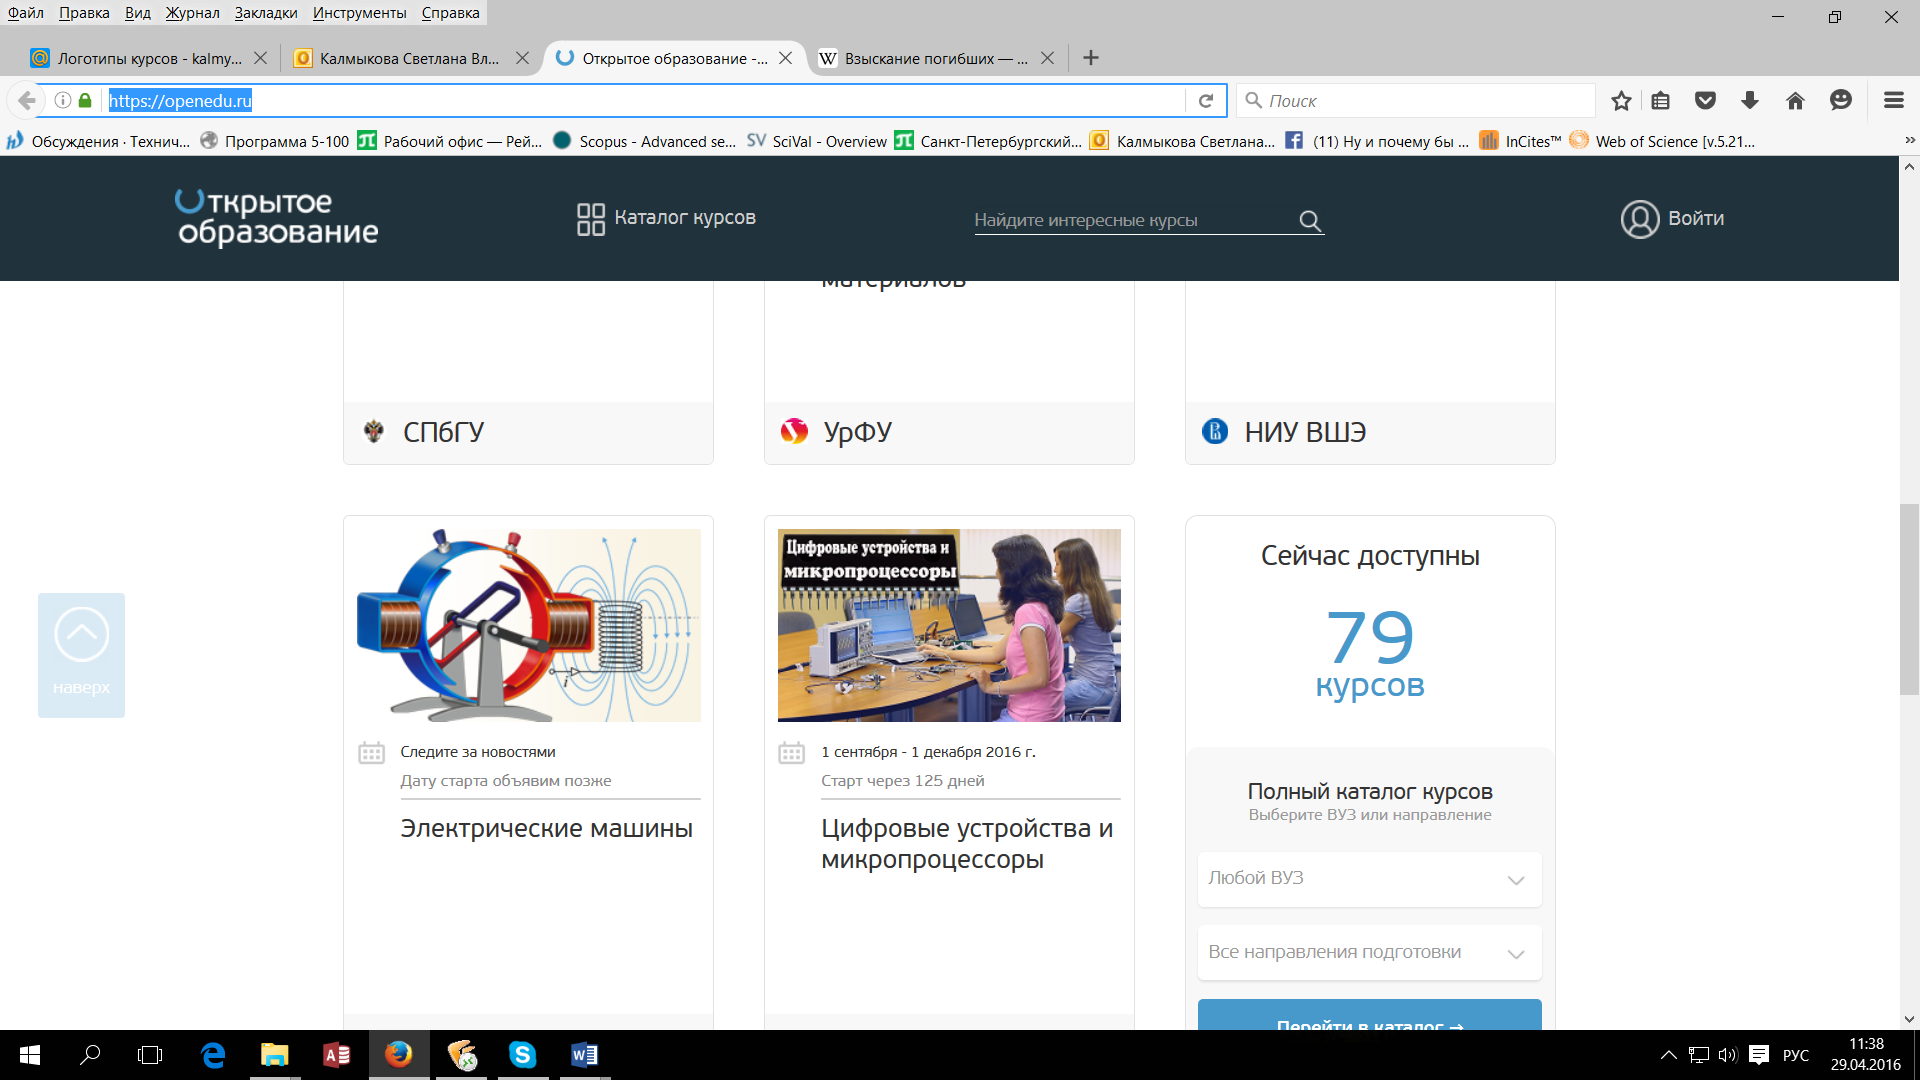 Файл Правка Вид Журнал Закладки Инструменты Справка
Логотипы курсов - kalmy...
Калмыкова Светлана Вл...
Открытое образование -...
Взыскание погибших — ...
https://openedu.ru
Поиск
Обсуждения · Технич...
Программа 5-100
Рабочий офис — Рей...
Scopus - Advanced se...
SV SciVal - Overview
Санкт-Петербургский...
Калмыкова Светлана...
(11) Ну и почему бы ...
InCites™
Web of Science [v.5.21...
Открытое
образование
Каталог курсов
Найдите интересные курсы
Войти
материалов
СПбГУ
УрФУ
НИУ ВШЭ
наверх
i
Следите за новостями
Дату старта объявим позже
Электрические машины
Цифровые устройства и
микропроцессоры
1 сентября - 1 декабря 2016 г.
Старт через 125 дней
Цифровые устройства и
микропроцессоры
Сейчас доступны
79
курсов
Полный каталог курсов
Выберите ВУЗ или направление
Любой ВУЗ
Все направления подготовки
Перейти в каталог →
РУС
11:38
29.04.2016